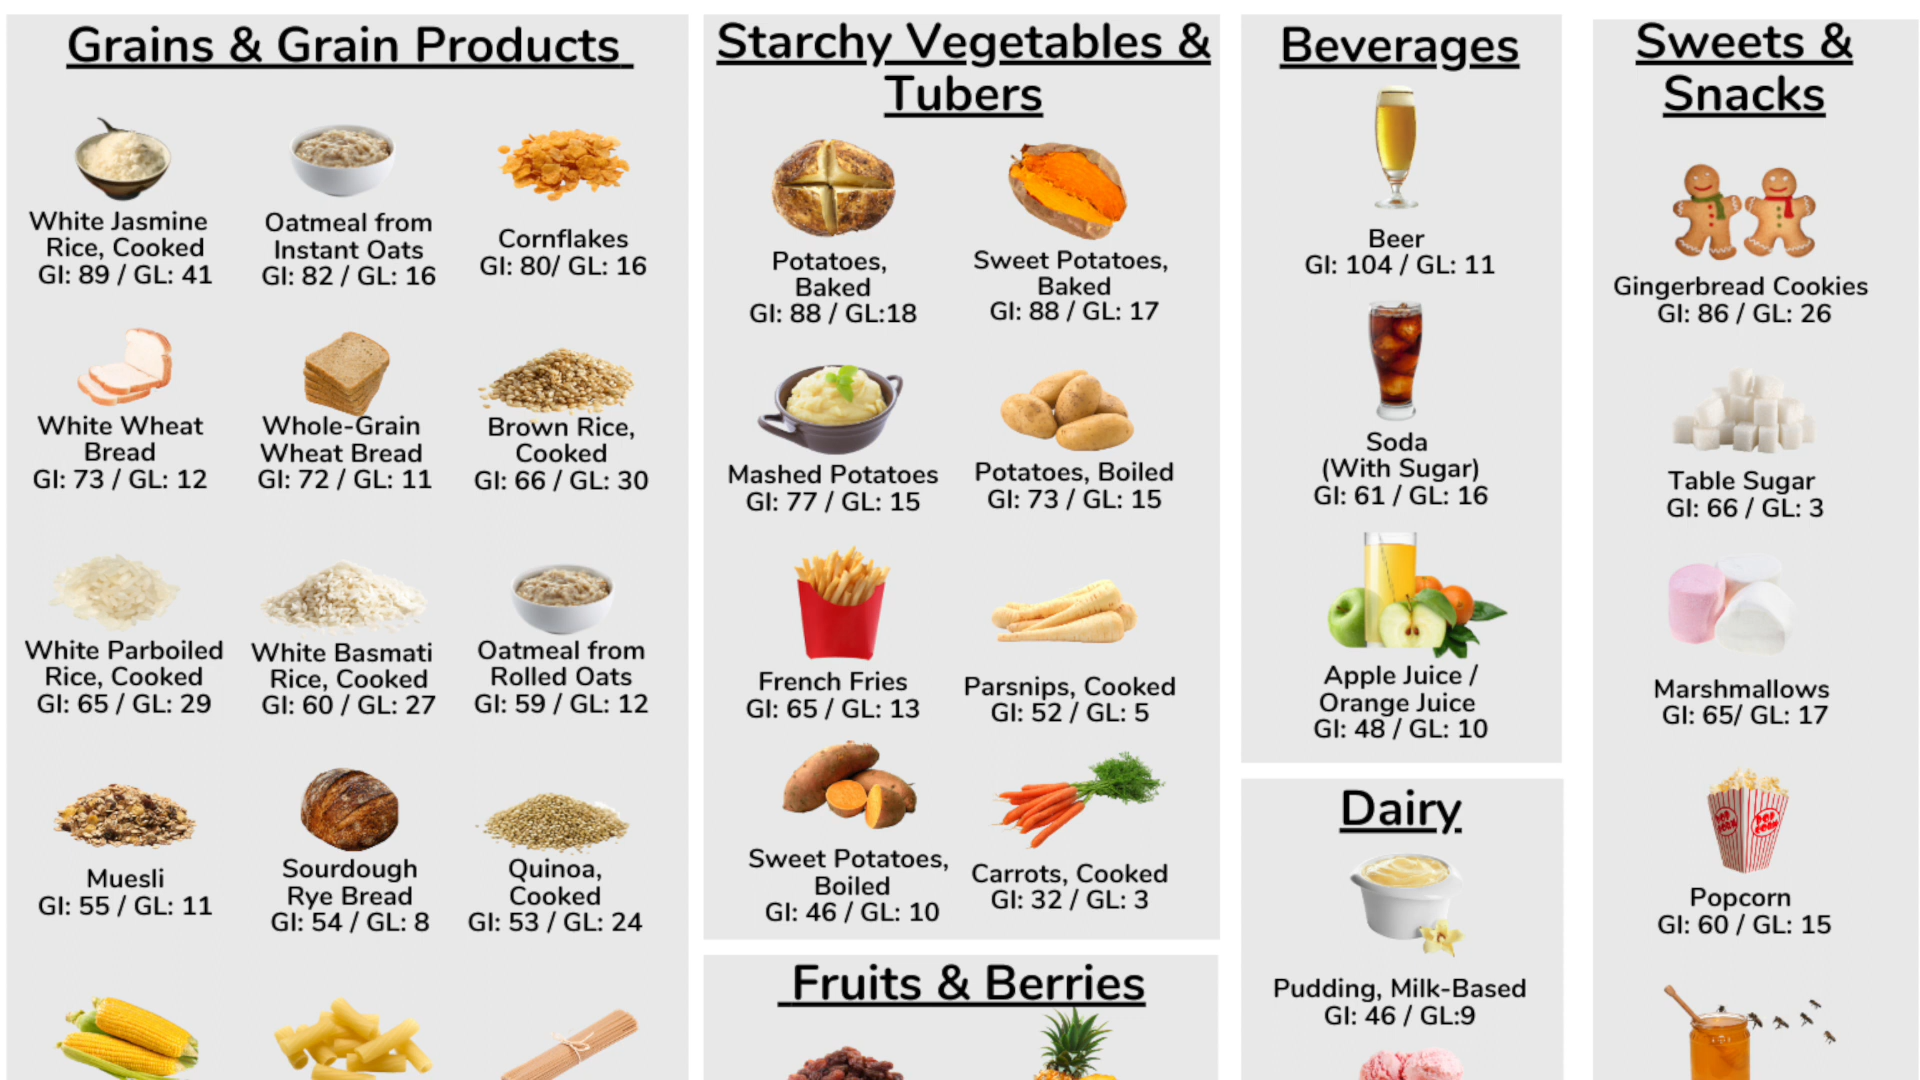 Grains & Grain Products
White Jasmine
Rice, Cooked
GI: 89 / GL: 41
Oatmeal from
Instant Oats
GI: 82 / GL: 16
Cornflakes
GI: 80/ GL: 16
White Wheat
Bread
GI: 73 / GL: 12
Whole-Grain
Wheat Bread
GI: 72 / GL: 11
Brown Rice,
Cooked
GI: 66 / GL: 30
White Parboiled
Rice, Cooked
GI: 65 / GL: 29
White Basmati
Rice, Cooked
GI: 60 / GL: 27
Oatmeal from
Rolled Oats
GI: 59 / GL: 12
Muesli
GI: 55 / GL: 11
Sourdough
Rye Bread
GI: 54 / GL: 8
Quinoa,
Cooked
GI: 53 / GL: 24
Starchy Vegetables &
Tubers
Potatoes,
Baked
GI: 88 / GL:18
Sweet Potatoes,
Baked
GI: 88 / GL: 17
Mashed Potatoes
GI: 77 / GL: 15
Potatoes, Boiled
GI: 73 / GL: 15
French Fries
GI: 65 / GL: 13
Parsnips, Cooked
GI: 52 / GL: 5
Sweet Potatoes,
Boiled
GI: 46 / GL: 10
Carrots, Cooked
GI: 32 / GL: 3
Fruits & Berries
Beverages
Beer
GI: 104 / GL: 11
Soda
(With Sugar)
GI: 61 / GL: 16
Apple Juice /
Orange Juice
GI: 48 / GL: 10
Dairy
Pudding, Milk-Based
GI: 46 / GL:9
Sweets &
Snacks
Gingerbread Cookies
GI: 86 / GL: 26
Table Sugar
GI: 66 / GL: 3
Marshmallows
GI: 65/ GL: 17
POP
CORN
POP
CORN
Popcorn
GI: 60 / GL: 15